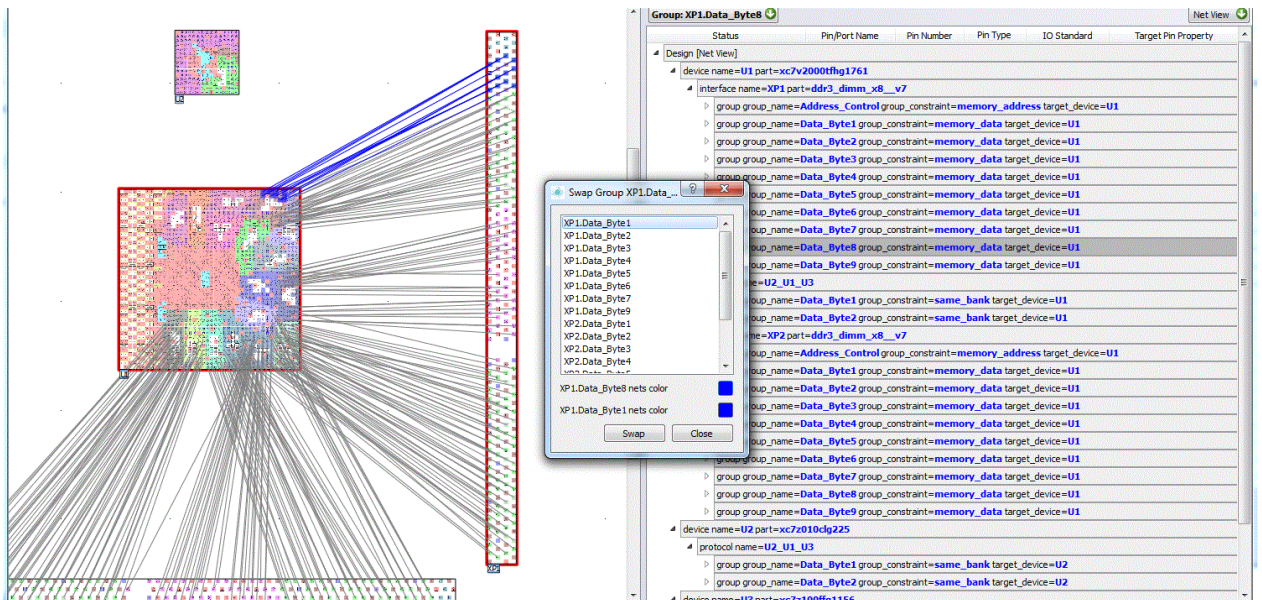 Group: XP1.Data_Byte8
Net View
Status Pin/Port Name Pin Number Pin Type IO Standard Target Pin Property
Design [Net View]
device name=U1 part=xc7v2000tfhg1761
interface name=XP1 part=ddr3_dimm_x8__v7
group group_name=Address_Control group_constraint=memory_address target_device=U1
group group_name=Data_Byte1 group_constraint=memory_data target_device=U1
group group_name=Data_Byte2 group_constraint=memory_data target_device=U1
group group_name=Data_Byte3 group_constraint=memory_data target_device=U1
group_name=Data_Byte4 group_constraint=memory_data target_device=U1
group_name=Data_Byte5 group_constraint=memory_data target_device=U1
group_name=Data_Byte6 group_constraint=memory_data target_device=U1
group_name=Data_Byte7 group_constraint=memory_data target_device=U1
group_name=Data_Byte8 group_constraint=memory_data target_device=U1
group_name=Data_Byte9 group_constraint=memory_data target_device=U1
=U2_U1_U3
group_name=Data_Byte1 group_constraint=same_bank target_device=U1
group_name=Data_Byte2 group_constraint=same_bank target_device=U1
=XP2 part=ddr3_dimm_x8__v7
group_name=Address_Control group_constraint=memory_address target_device=U1
group_name=Data_Byte1 group_constraint=memory_data target_device=U1
group_name=Data_Byte2 group_constraint=memory_data target_device=U1
group_name=Data_Byte3 group_constraint=memory_data target_device=U1
group_name=Data_Byte4 group_constraint=memory_data target_device=U1
group_name=Data_Byte5 group_constraint=memory_data target_device=U1
group group_name=Data_Byte6 group_constraint=memory_data target_device=U1
group group_name=Data_Byte7 group_constraint=memory_data target_device=U1
group group_name=Data_Byte8 group_constraint=memory_data target_device=U1
group group_name=Data_Byte9 group_constraint=memory_data target_device=U1
device name=U2 part=xc7z010clg225
protocol name=U2_U1_U3
group group_name=Data_Byte1 group_constraint=same_bank target_device=U2
group group_name=Data_Byte2 group_constraint=same_bank target_device=U2
device name=U3 part=xc7z100ffg1156
Swap Group XP1.Data_...
XP1.Data_Byte1
XP1.Data_Byte2
XP1.Data_Byte3
XP1.Data_Byte4
XP1.Data_Byte5
XP1.Data_Byte6
XP1.Data_Byte7
XP1.Data_Byte9
XP2.Data_Byte1
XP2.Data_Byte2
XP2.Data_Byte3
XP2.Data_Byte4
XP2.Data_Byte5
XP1.Data_Byte8 nets color
XP1.Data_Byte1 nets color
Swap
Close